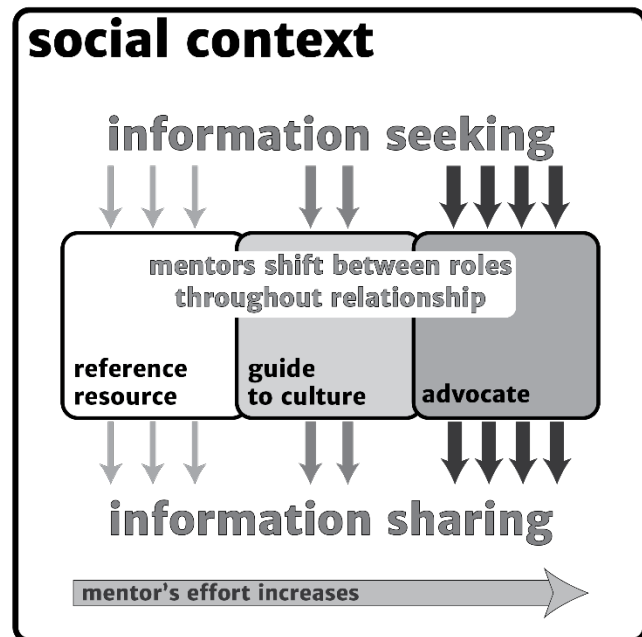 social context
information seeking
mentors shift between roles
throughout relationship
reference
resource
guide
to culture
advocate
information sharing
mentor's effort increases